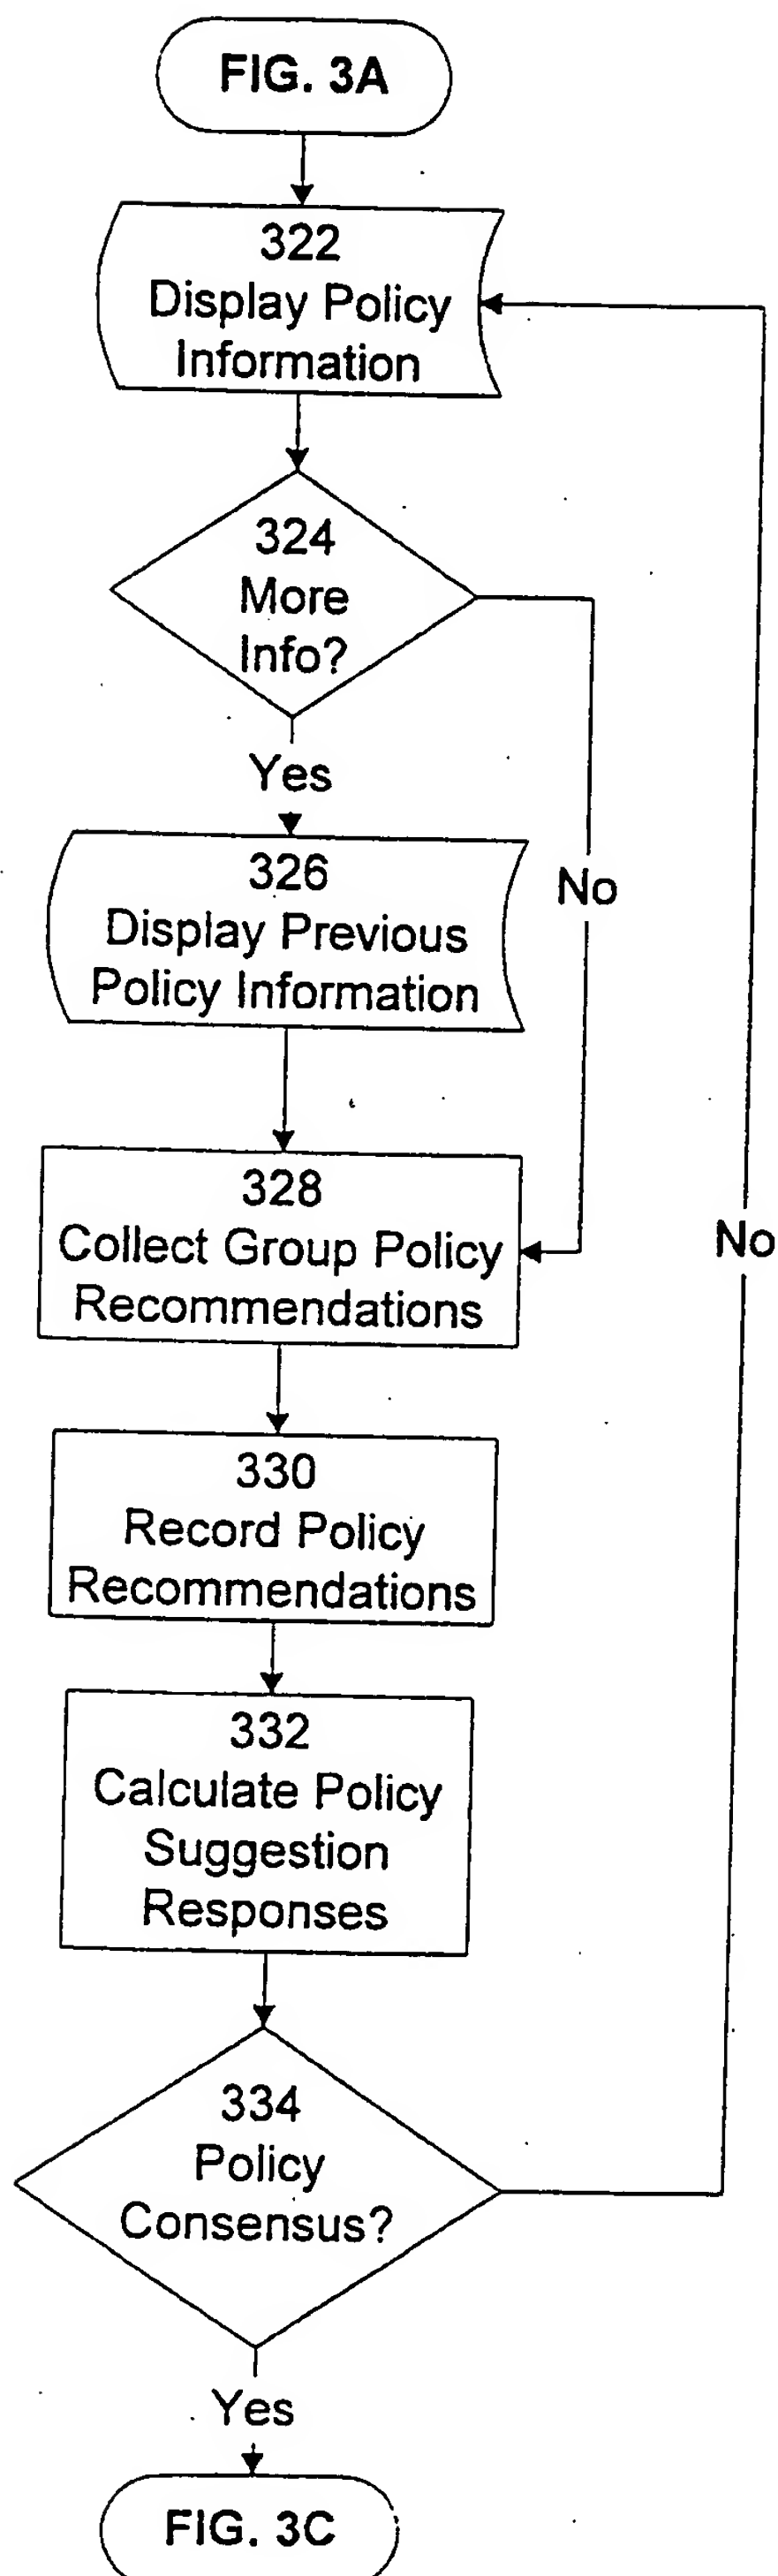 FIG. 3A
322
Display Policy
Information
324
More
Info?
Yes
326
Display Previous
Policy Information
No
328
Collect Group Policy
Recommendations
No
330
Record Policy
Recommendations
332
Calculate Policy
Suggestion
Responses
334
Policy
Consensus?
Yes
FIG. 3C